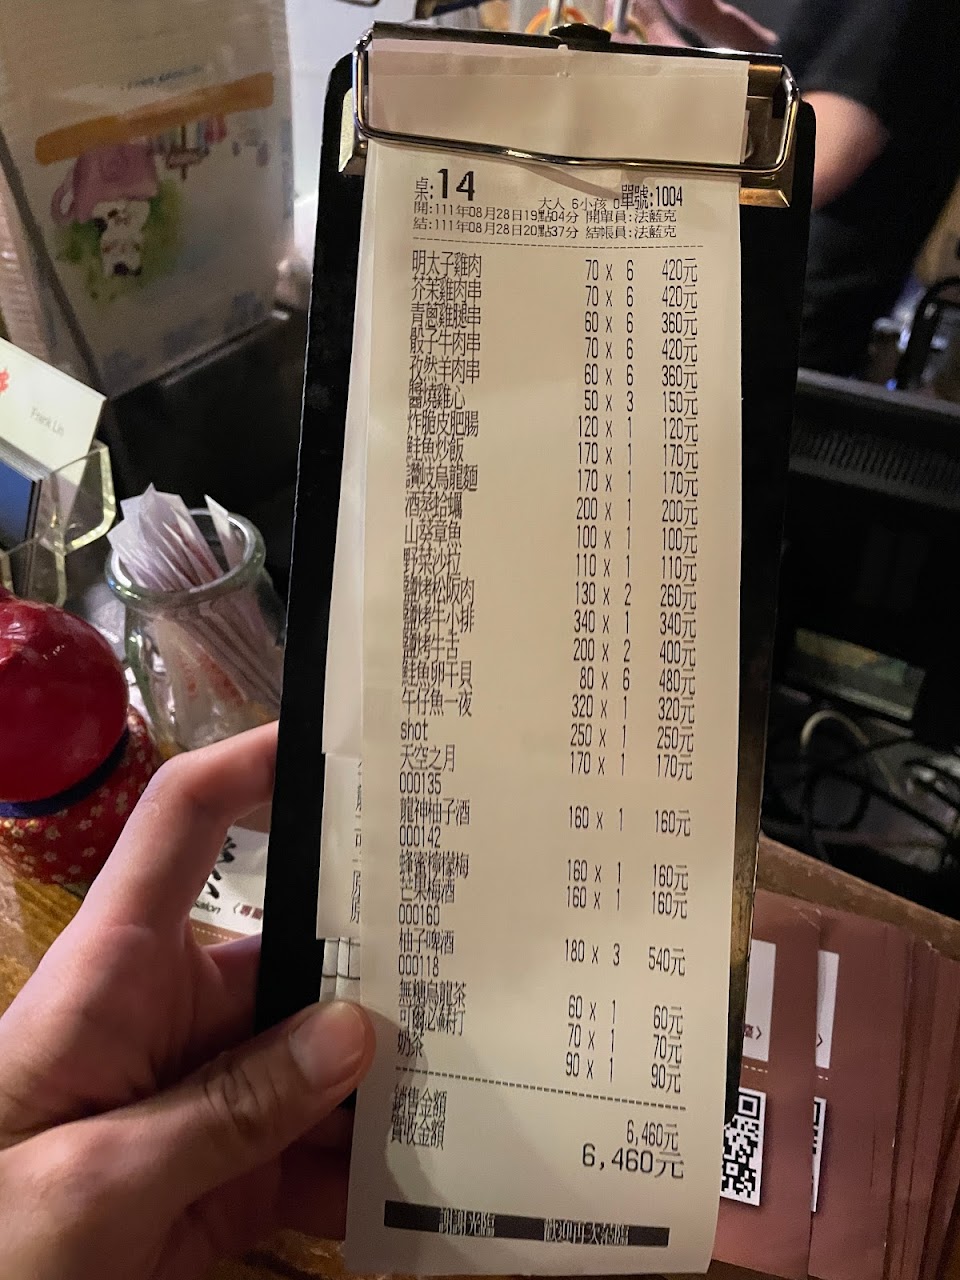 Frank Lin
桌:14 大人 6小孩 0單號:1004
開:111年08月28日19點04分 開單員:法藍克
結:111年08月28日20點37分 結帳員:法藍克
明太子雞肉 70 x 6 420元
芥茉雞肉串 70 x 6 420元
青蔥雞腿串 60 x 6 360元
骰子牛肉串 70 x 6 420元
孜然羊肉串 60 x 6 360元
醬燒雞心 50 x 3 150元
炸脆皮肥腸 120 x 1 120元
鮭魚炒飯 170 x 1 170元
讚岐烏龍麵 170 x 1 170元
酒蒸蛤蠣 200 x 1 200元
山葵章魚 100 x 1 100元
野菜沙拉 110 x 1 110元
鹽烤松阪肉 130 x 2 260元
鹽烤牛小排 340 x 1 340元
鹽烤牛舌 200 x 2 400元
鮭魚卵干貝 80 x 6 480元
午仔魚一夜 320 x 1 320元
shot 250 x 1 250元
天空之月 170 x 1 170元
000135
龍神柚子酒 160 x 1 160元
000142
蜂蜜檸檬梅 160 x 1 160元
芒果梅酒 160 x 1 160元
000160
柚子啤酒 180 x 3 540元
000118
無糖烏龍茶 60 x 1 60元
可爾必蘇打 70 x 1 70元
奶茶 90 x 1 90元
銷售金額 6,460元
實收金額 6,460元
謝謝光臨 歡迎再次蒞臨